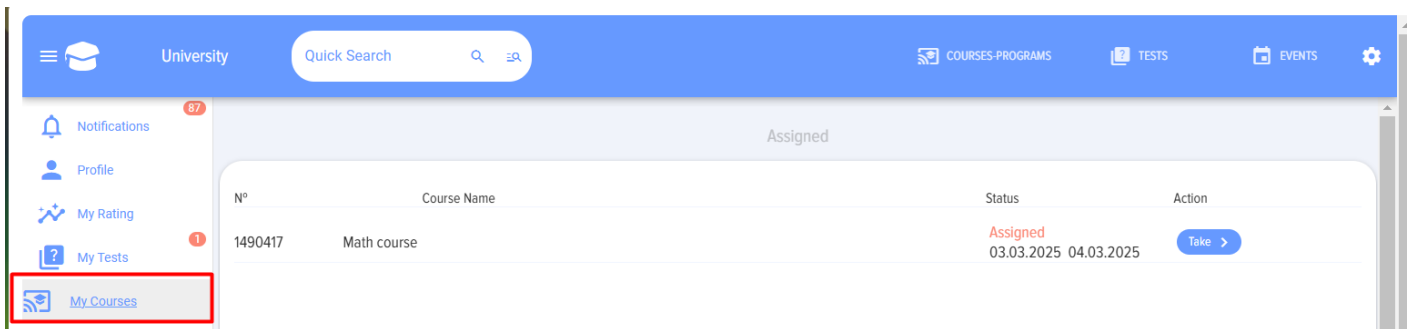 University
Quick Search
COURSES-PROGRAMS
? TESTS
EVENTS
87
Notifications
Profile
My Rating
1
? My Tests
My Courses
Assigned
Nº Course Name Status Action
1490417 Math course Assigned Take >
03.03.2025 04.03.2025